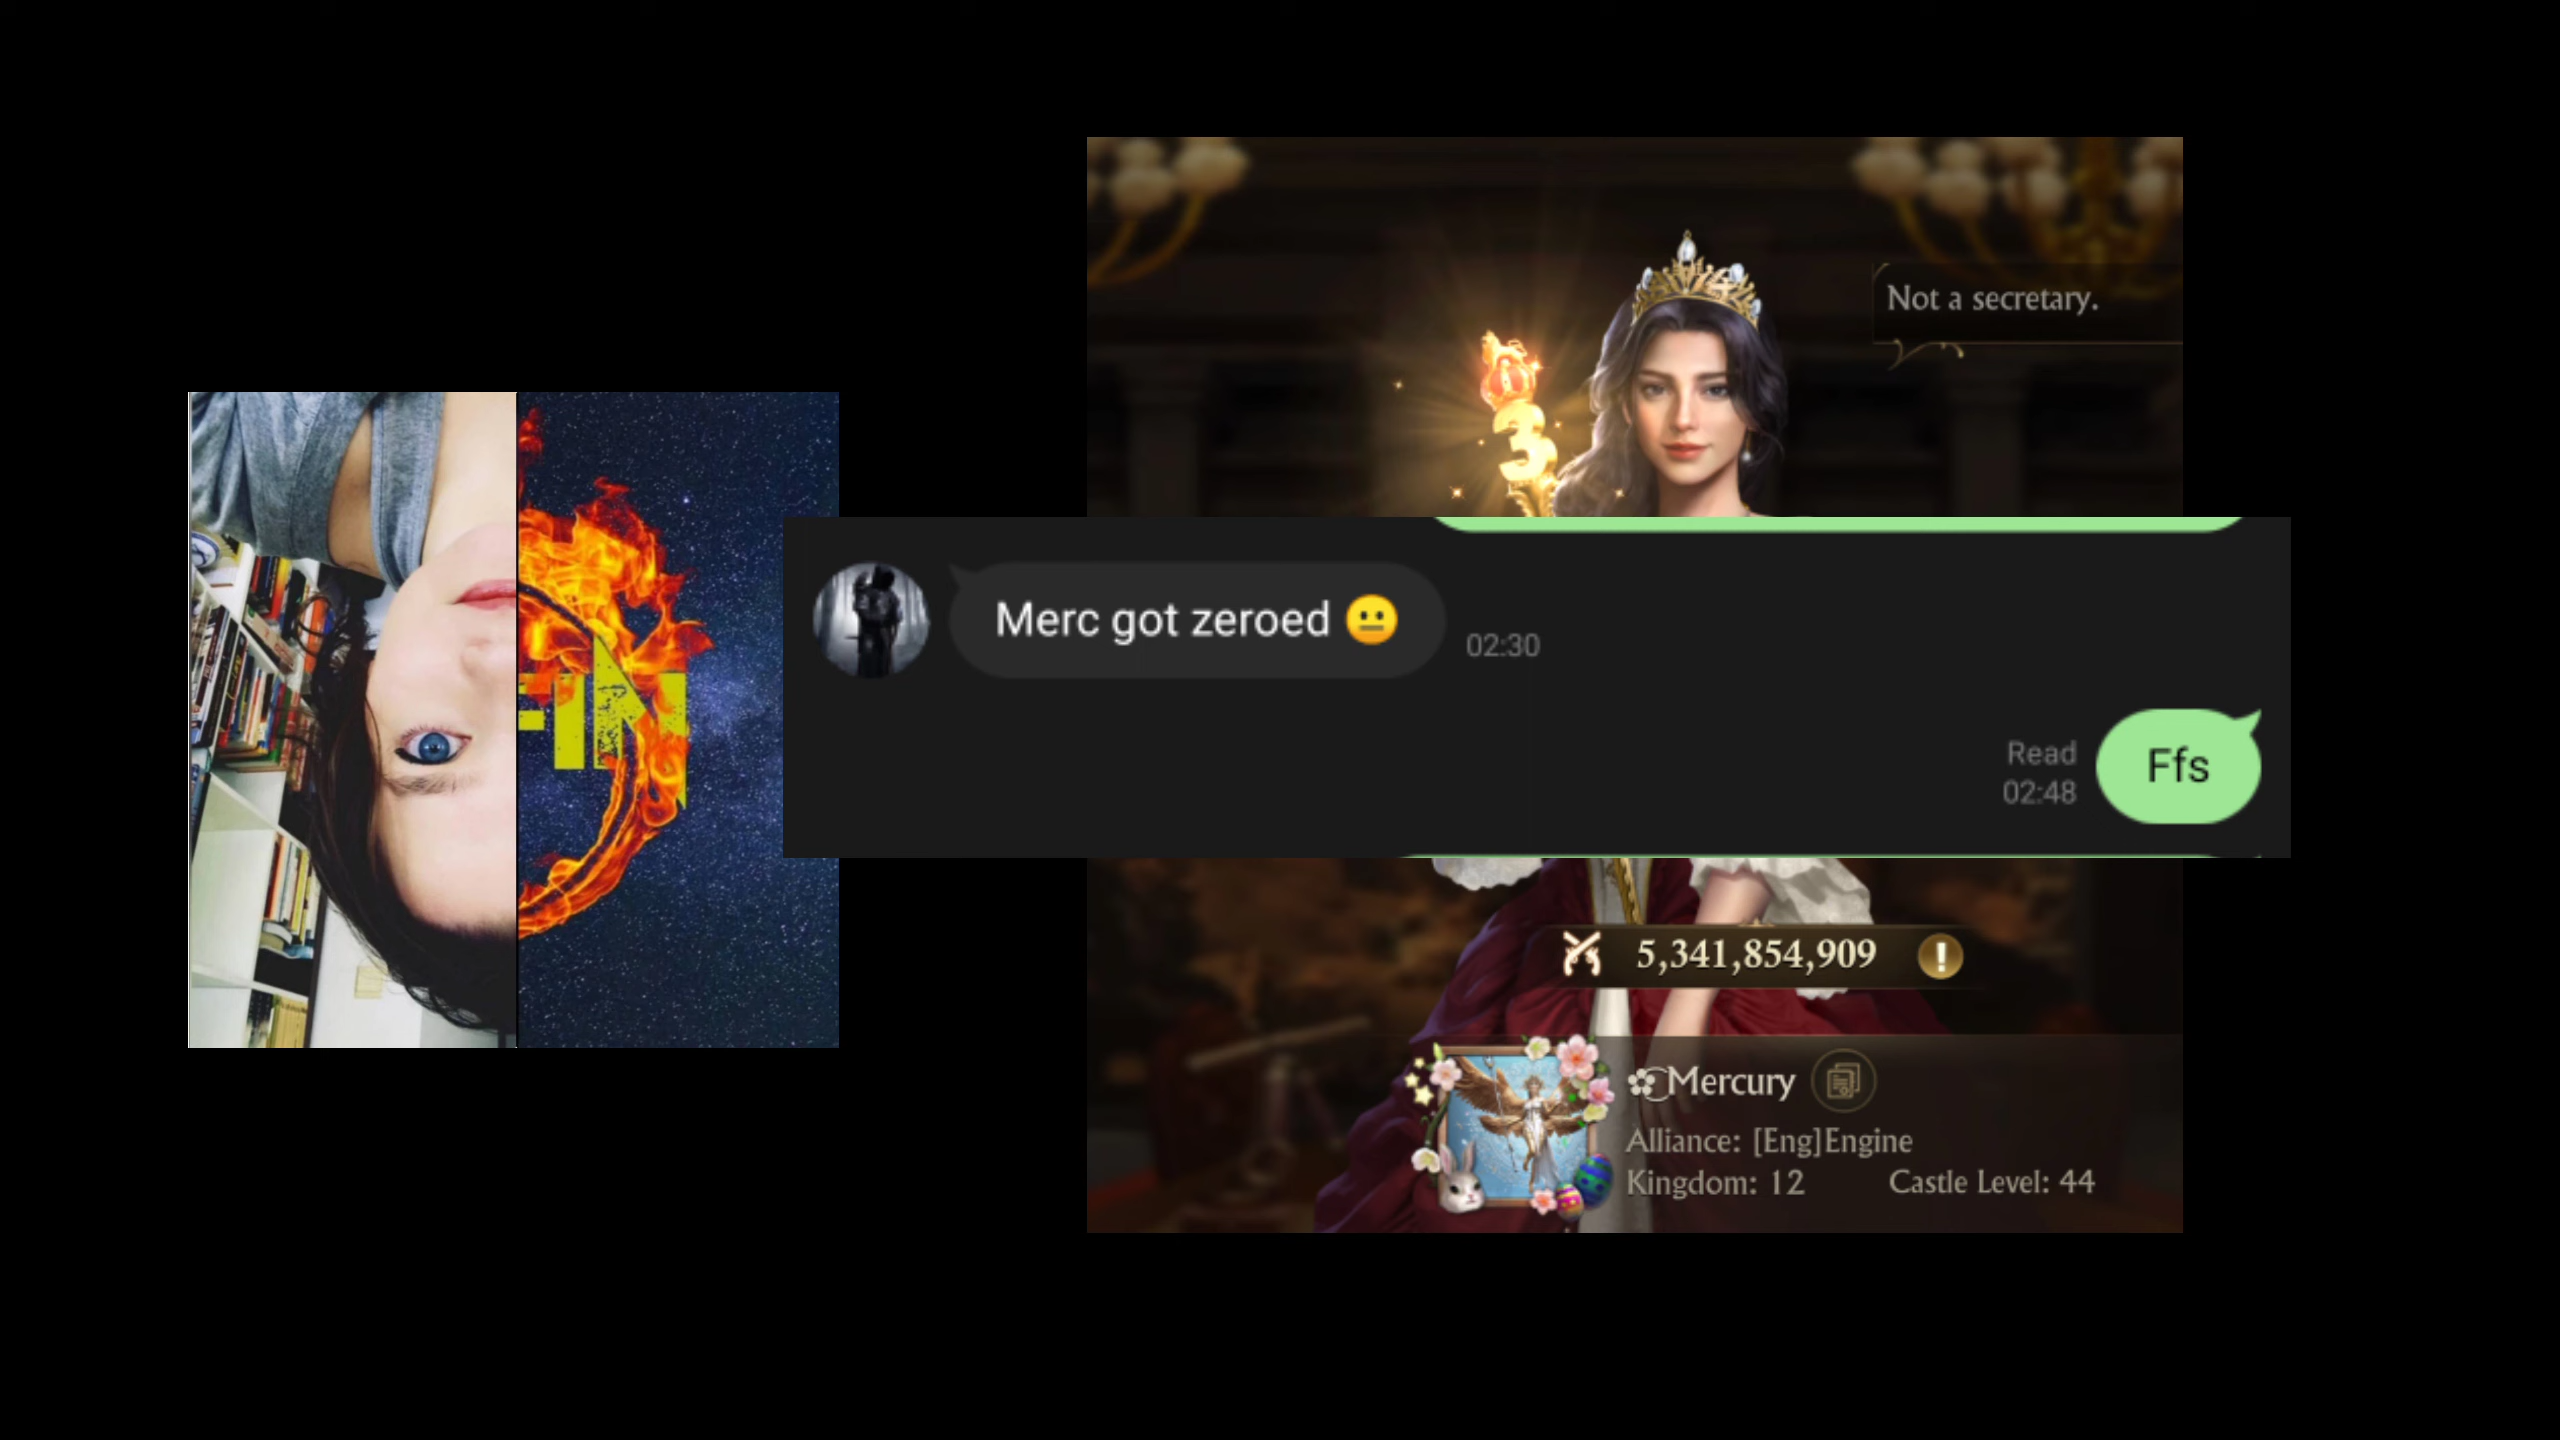 Not a secretary.
FIN
Merc got zeroed 😐
02:30
Read
02:48
Ffs
5,341,854,909
Mercury
Alliance: [Eng]Engine
Kingdom: 12 Castle Level: 44